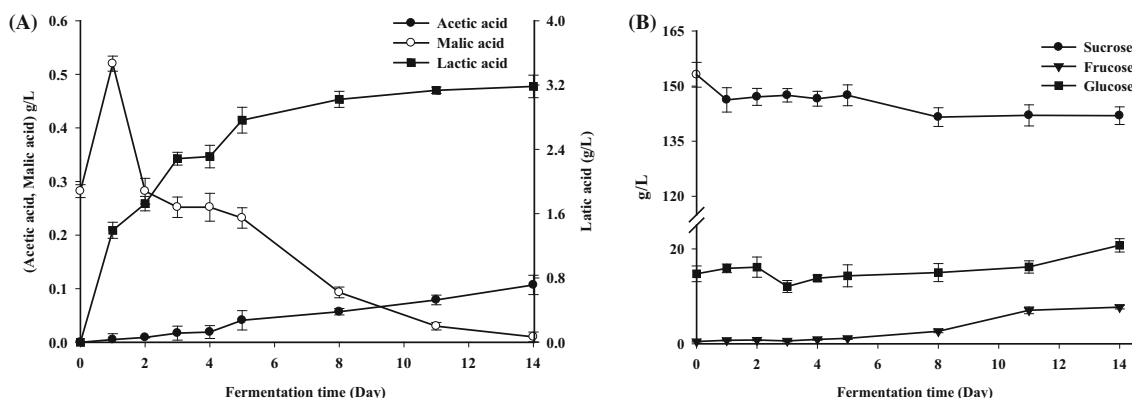 (A)
Acetic acid
Malic acid
Lactic acid
(Acetic acid, Malic acid) g/L
0.6
0.5
0.4
0.3
0.2
0.1
0.0
4.0
3.2
2.4
1.6
0.8
0.0
Latic acid (g/L)
0 2 4 6 8 10 12 14
Fermentation time (Day)
(B)
Sucrose
Frucose
Glucose
g/L
165
155
145
135
120
20
0
0 2 4 6 8 10 12 14
Fermentation time (Day)